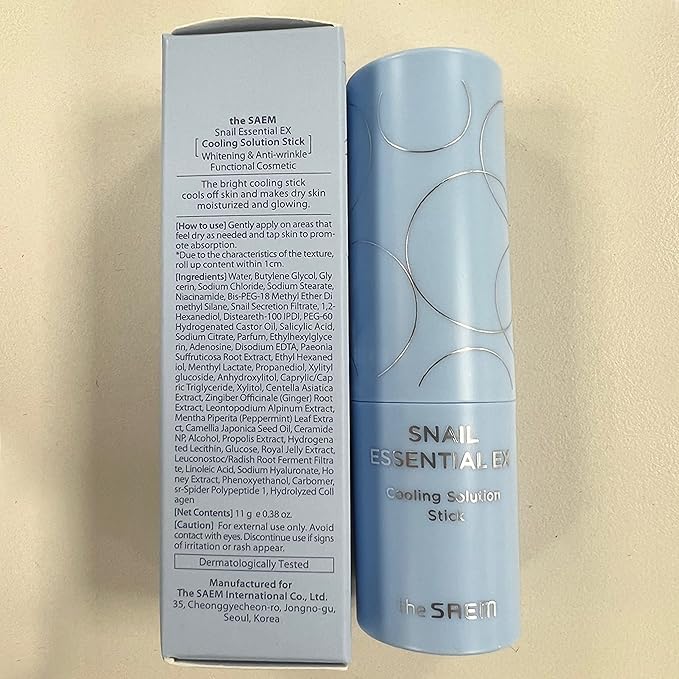 the SAEM
Snail Essential EX
[ Cooling Solution Stick ]
Whitening & Anti-wrinkle
Functional Cosmetic
The bright cooling stick
cools off skin and makes dry skin
moisturized and glowing.
[How to use] Gently apply on areas that
feel dry as needed and tap skin to prom-
ote absorption.
*Due to the characteristics of the texture,
roll up content within 1cm.
[Ingredients] Water, Butylene Glycol, Gly
cerin, Sodium Chloride, Sodium Stearate,
Niacinamide, Bis-PEG-18 Methyl Ether Di
methyl Silane, Snail Secretion Filtrate, 1,2-
Hexanediol, Disteareth-100 IPDI, PEG-60
Hydrogenated Castor Oil, Salicylic Acid,
Sodium Citrate, Parfum, Ethylhexylglyc
erin, Adenosine, Disodium EDTA, Paeonia
Suffruticosa Root Extract, Ethyl Hexaned
iol, Menthyl Lactate, Propanediol, Xylityl
glucoside, Anhydroxylitol, Caprylic/Cap
ric Triglyceride, Xylitol, Centella Asiatica
Extract, Zingiber Officinale (Ginger) Root
Extract, Leontopodium Alpinum Extract,
Mentha Piperita (Peppermint) Leaf Extra
ct, Camellia Japonica Seed Oil, Ceramide
NP, Alcohol, Propolis Extract, Hydrogena
ted Lecithin, Glucose, Royal Jelly Extract,
Leuconostoc/Radish Root Ferment Filtra
te, Linoleic Acid, Sodium Hyaluronate, Ho
ney Extract, Phenoxyethanol, Carbomer,
sr-Spider Polypeptide 1, Hydrolyzed Coll
agen
[Net Contents] 11 g e 0.38 oz.
[Caution] For external use only. Avoid
contact with eyes. Discontinue use if signs
of irritation or rash appear.
Dermatologically Tested
Manufactured for
The SAEM International Co., Ltd.
35, Cheonggyecheon-ro, Jongno-gu,
Seoul, Korea
SNAIL
ESSENTIAL EX
Cooling Solution
Stick
the SAEM